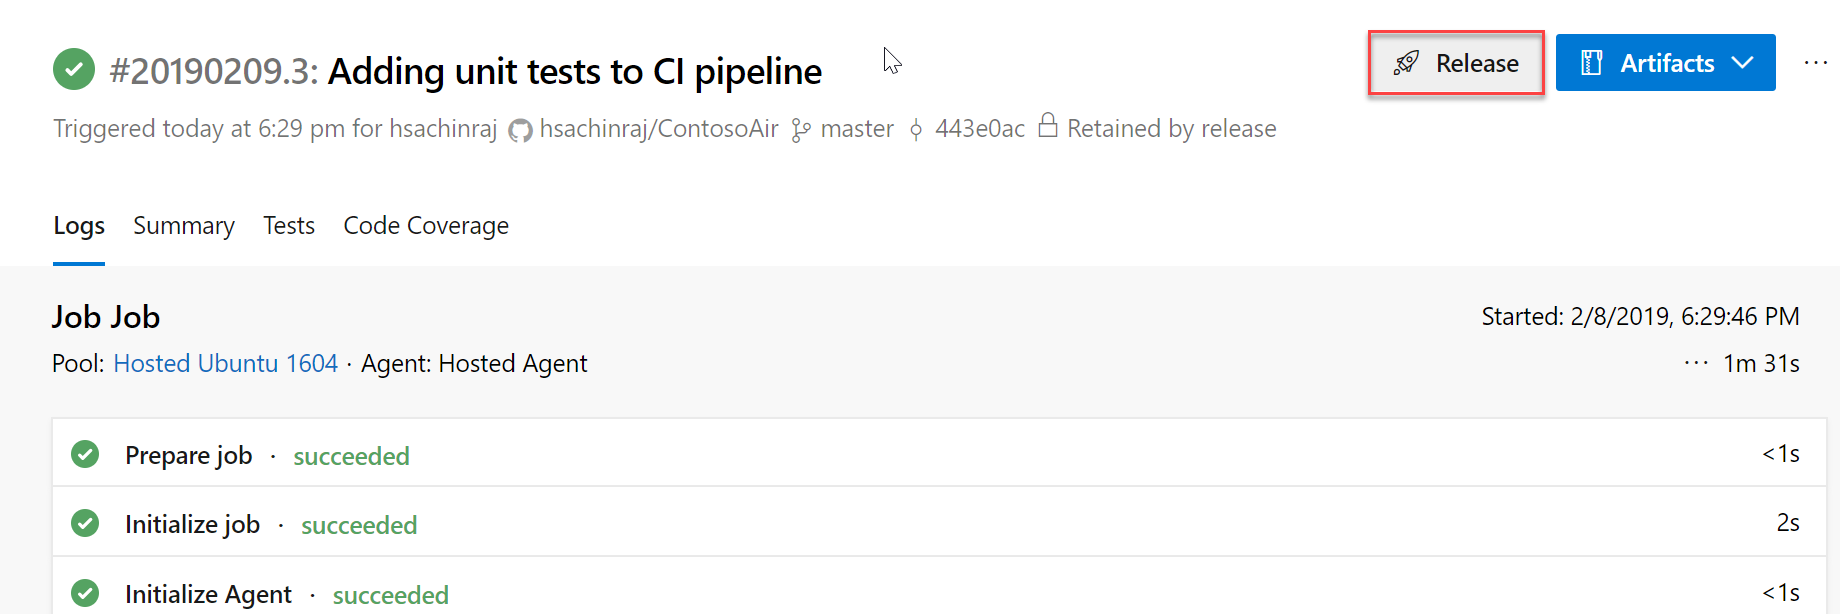 #20190209.3: Adding unit tests to CI pipeline
Release
Artifacts
Triggered today at 6:29 pm for hsachinraj hsachinraj/ContosoAir master 443e0ac Retained by release
Logs Summary Tests Code Coverage
Job Job
Started: 2/8/2019, 6:29:46 PM
Pool: Hosted Ubuntu 1604 · Agent: Hosted Agent
··· 1m 31s
Prepare job · succeeded <1s
Initialize job · succeeded 2s
Initialize Agent · succeeded <1s